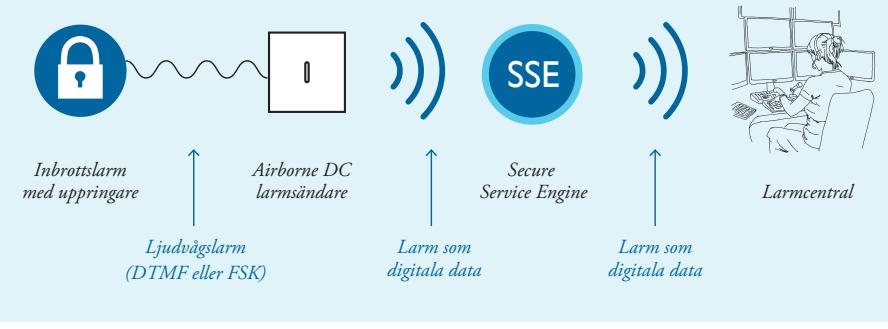 SSE
Inbrottslarm
med uppringare
Airborne DC
larmsändare
Secure
Service Engine
Larmcentral
Ljudvågslarm
(DTMF eller FSK)
Larm som
digitala data
Larm som
digitala data